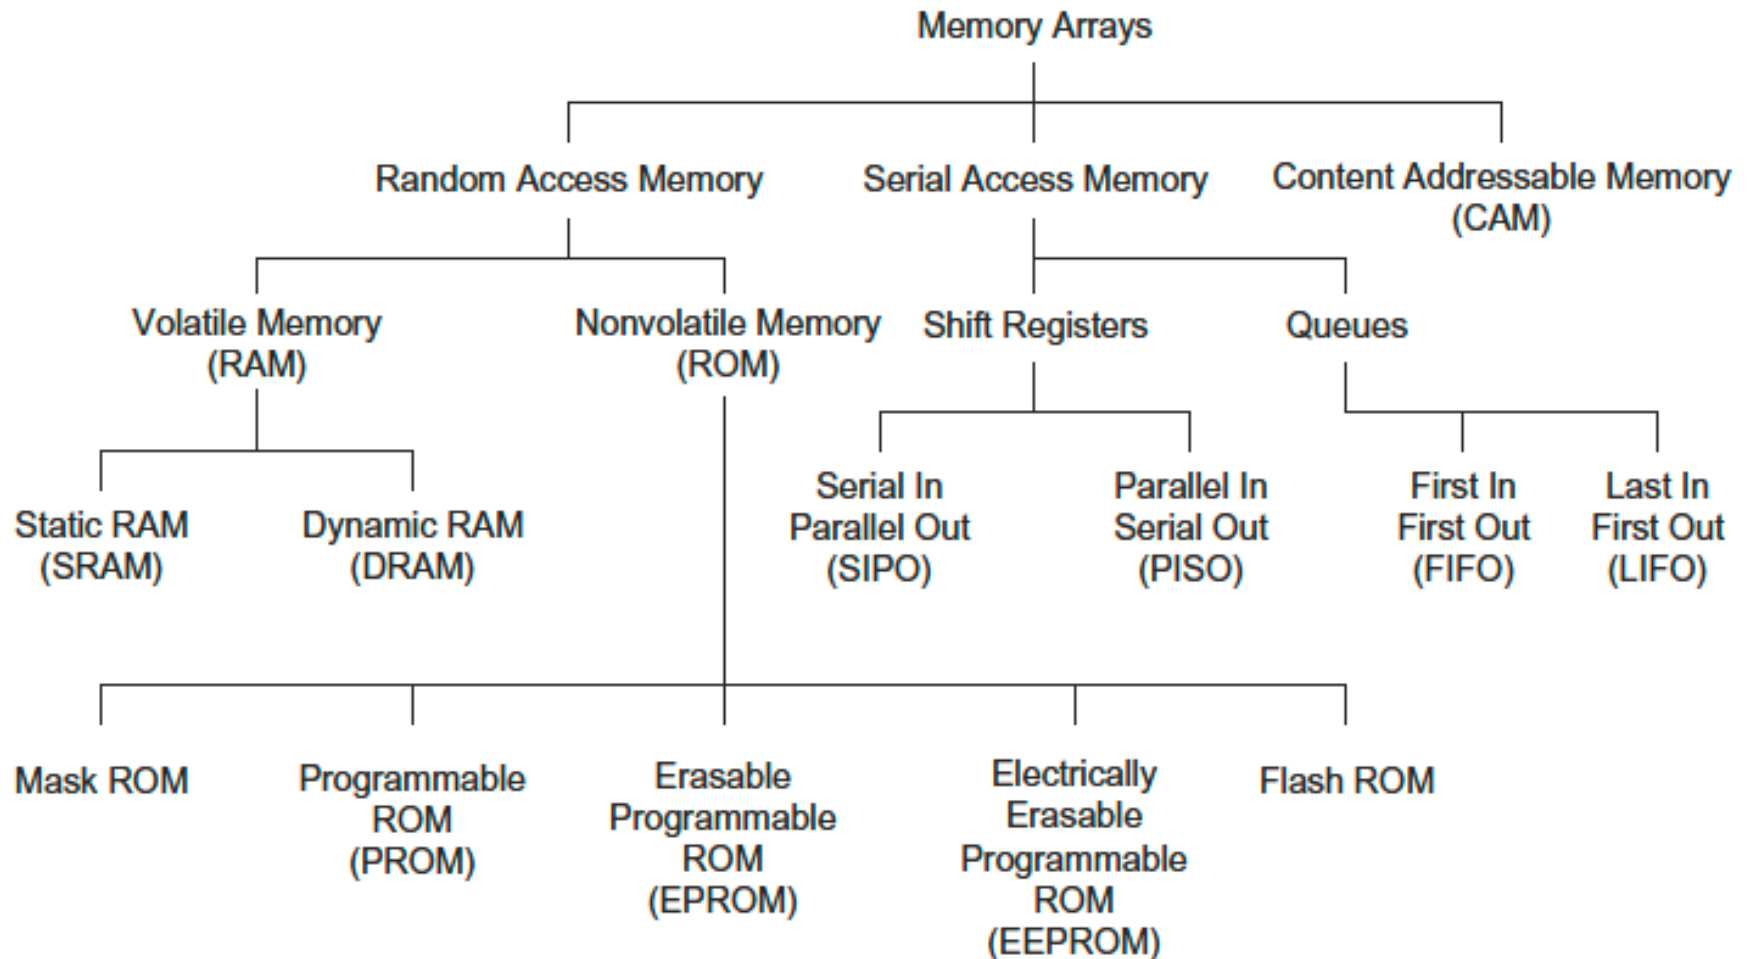 Memory Arrays
Random Access Memory
Serial Access Memory
Content Addressable Memory
(CAM)
Volatile Memory
(RAM)
Nonvolatile Memory
(ROM)
Shift Registers
Queues
Static RAM
(SRAM)
Dynamic RAM
(DRAM)
Serial In
Parallel Out
(SIPO)
Parallel In
Serial Out
(PISO)
First In
First Out
(FIFO)
Last In
First Out
(LIFO)
Mask ROM
Programmable
ROM
(PROM)
Erasable
Programmable
ROM
(EPROM)
Electrically
Erasable
Programmable
ROM
(EEPROM)
Flash ROM